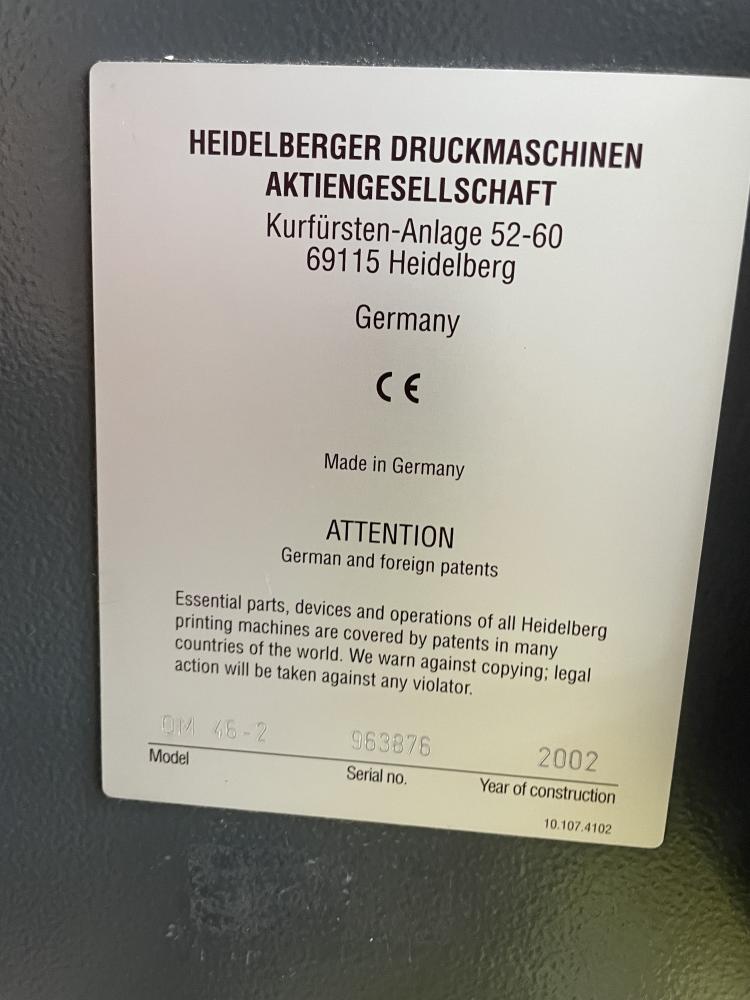 HEIDELBERGER DRUCKMASCHINEN
AKTIENGESELLSCHAFT
Kurfürsten-Anlage 52-60
69115 Heidelberg
Germany
CE
Made in Germany
ATTENTION
German and foreign patents
Essential parts, devices and operations of all Heidelberg
printing machines are covered by patents in many
countries of the world. We warn against copying; legal
action will be taken against any violator.
QM 46-2 963876 2002
Model Serial no. Year of construction
10.107.4102